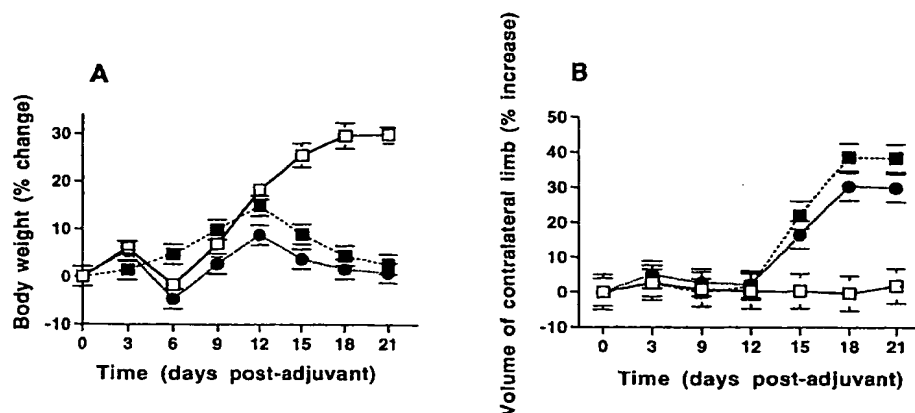 A
Body weight (% change)
30
20
10
0
-10
0 3 6 9 12 15 18 21
Time (days post-adjuvant)
B
Volume of contralateral limb (% increase)
50
40
30
20
10
0
-10
0 3 9 12 15 18 21
Time (days post-adjuvant)